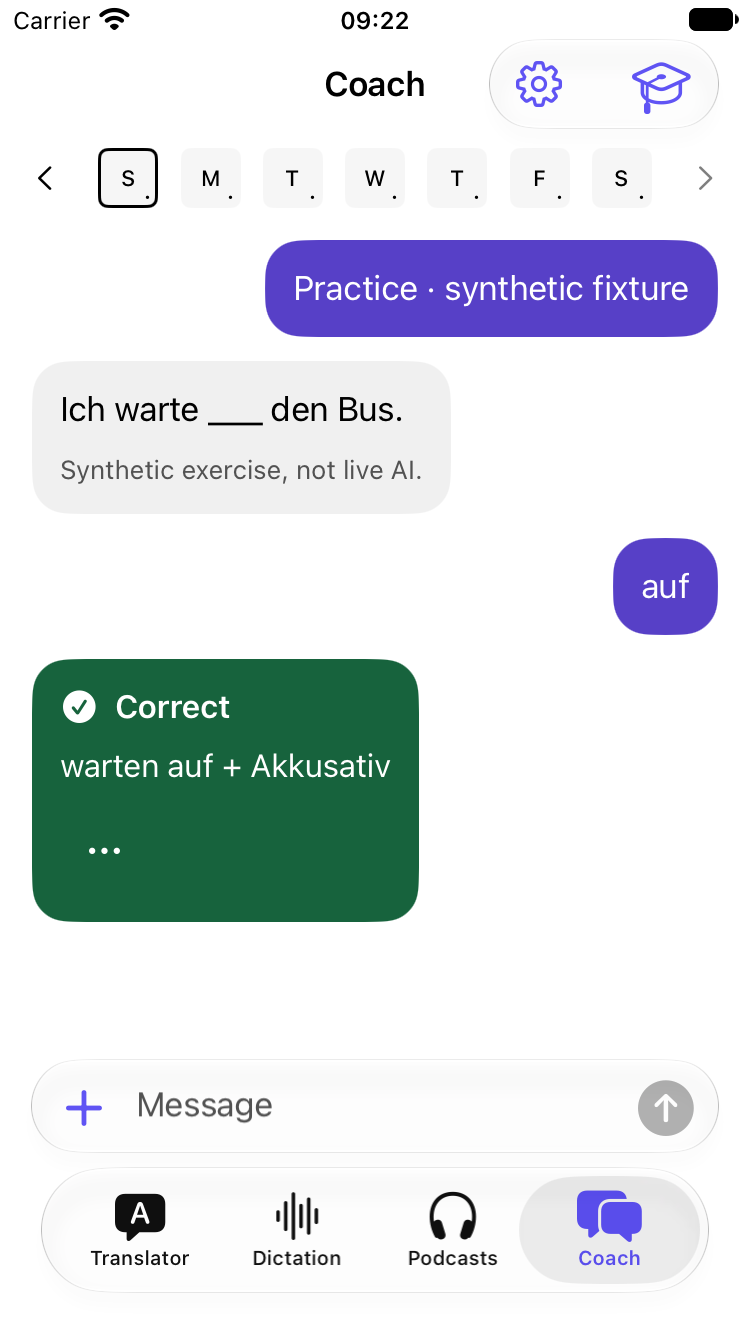 Carrier 09:22
Coach
S. M. T. W. T. F. S.
Practice · synthetic fixture
Ich warte ___ den Bus.
Synthetic exercise, not live AI.
auf
Correct
warten auf + Akkusativ
...
Message
A
Translator Dictation Podcasts Coach